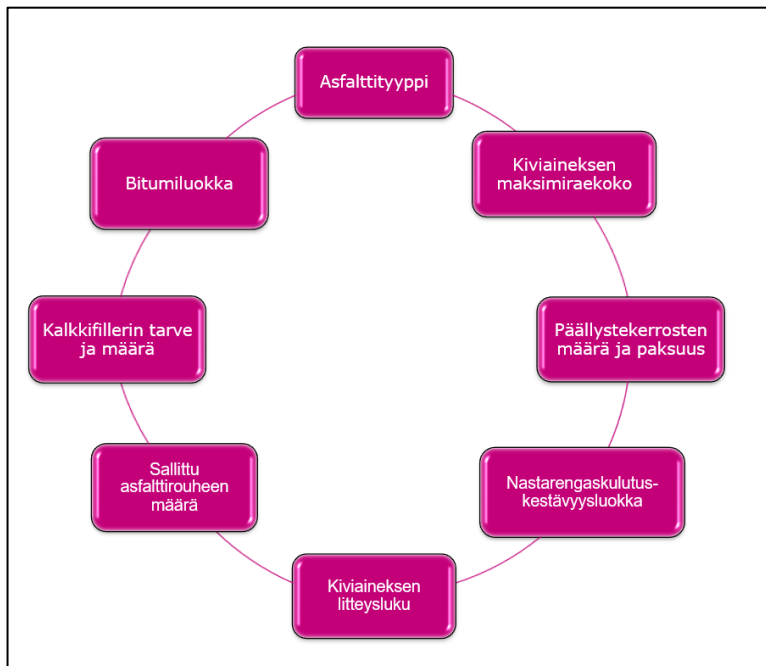 Asfalttityyppi
Kiviaineksen
maksimiraekoko
Päällystekerrosten
määrä ja paksuus
Nastarengaskulutus-
kestävyysluokka
Kiviaineksen
litteysluku
Sallittu
asfalttirouheen
määrä
Kalkkifillerin tarve
ja määrä
Bitumiluokka